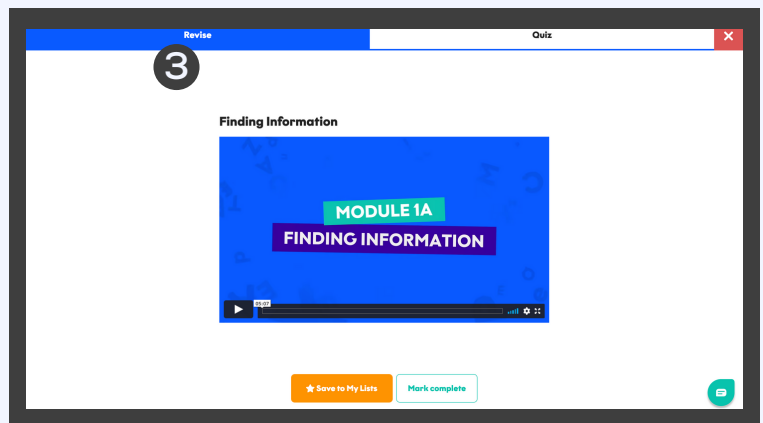 Revise
Quiz
3
Finding Information
MODULE 1A
FINDING INFORMATION
05:07
Save to My Lists
Mark complete